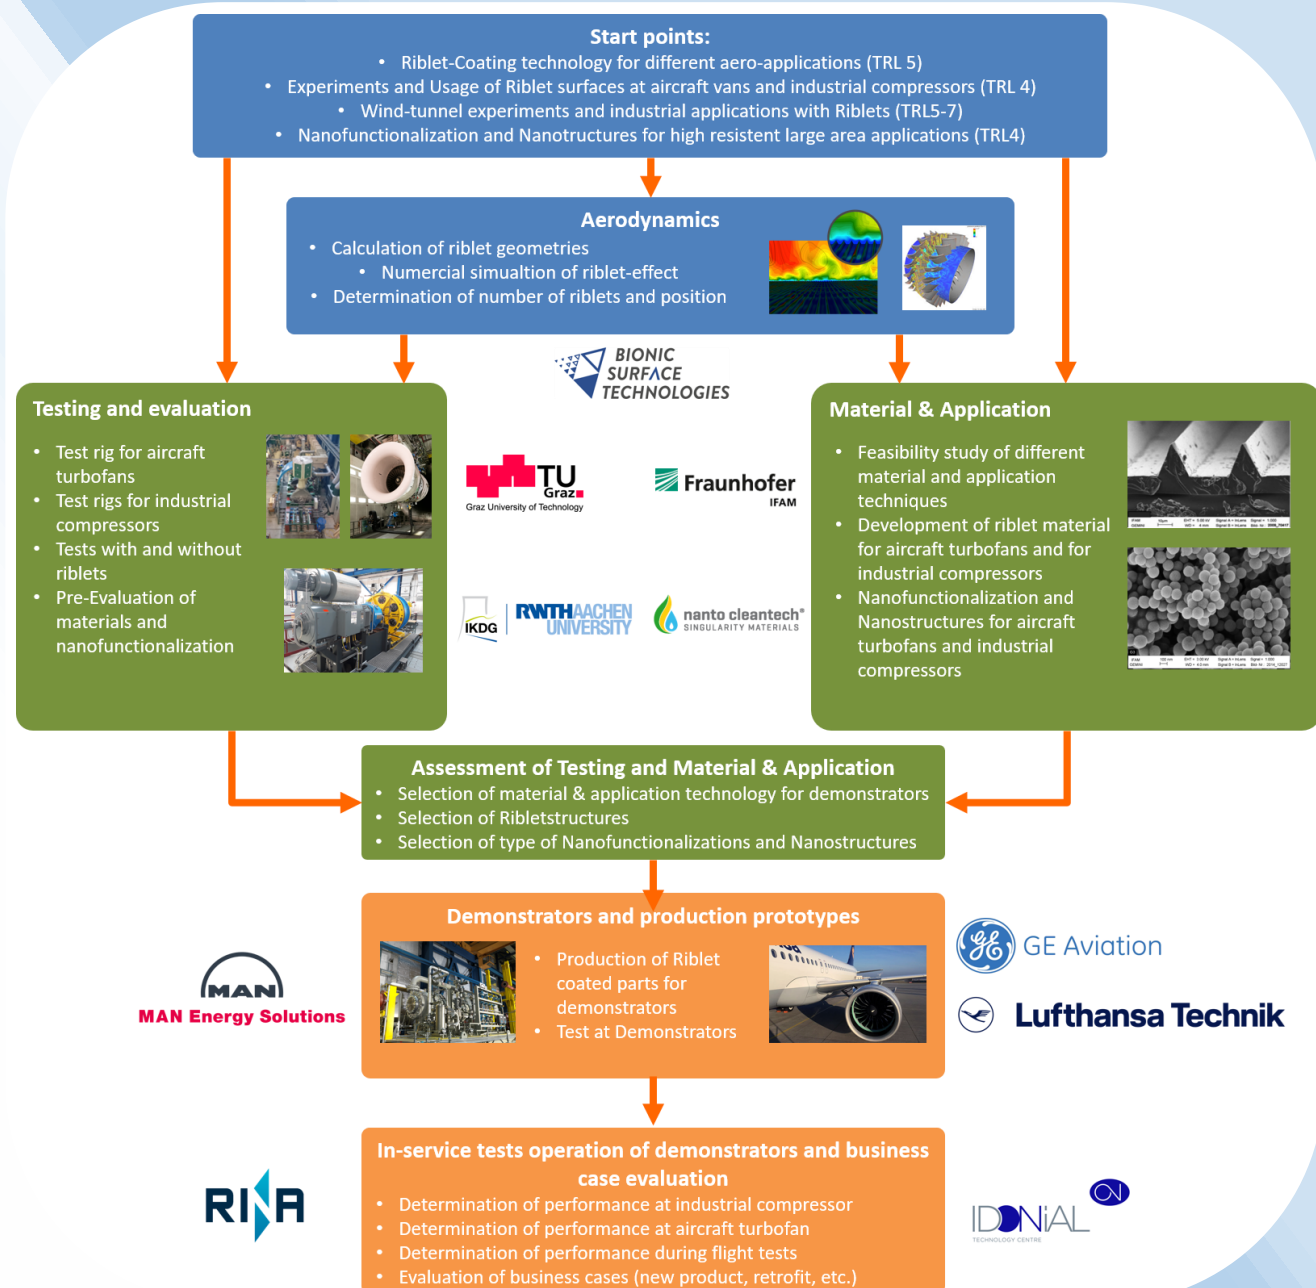 Start points:
• Riblet-Coating technology for different aero-applications (TRL 5)
• Experiments and Usage of Riblet surfaces at aircraft vans and industrial compressors (TRL 4)
• Wind-tunnel experiments and industrial applications with Riblets (TRL5-7)
• Nanofunctionalization and Nanotructures for high resistent large area applications (TRL4)
Aerodynamics
• Calculation of riblet geometries
• Numercial simualtion of riblet-effect
• Determination of number of riblets and position
BIONIC
SURFACE
TECHNOLOGIES
Testing and evaluation
• Test rig for aircraft
turbofans
• Test rigs for industrial
compressors
• Tests with and without
riblets
• Pre-Evaluation of
materials and
nanofunctionalization
TU
Graz
Graz University of Technology
Fraunhofer
IFAM
IKDG
RWTHAACHEN
UNIVERSITY
nanto cleantech®
SINGULARITY MATERIALS
Material & Application
• Feasibility study of different
material and application
techniques
• Development of riblet material
for aircraft turbofans and for
industrial compressors
• Nanofunctionalization and
Nanostructures for aircraft
turbofans and industrial
compressors
Assessment of Testing and Material & Application
• Selection of material & application technology for demonstrators
• Selection of Ribletstructures
• Selection of type of Nanofunctionalizations and Nanostructures
Demonstrators and production prototypes
• Production of Riblet
coated parts for
demonstrators
• Test at Demonstrators
MAN
MAN Energy Solutions
GE Aviation
Lufthansa Technik
In-service tests operation of demonstrators and business
case evaluation
• Determination of performance at industrial compressor
• Determination of performance at aircraft turbofan
• Determination of performance during flight tests
• Evaluation of business cases (new product, retrofit, etc.)
RINA
IDONiAL
TECHNOLOGY CENTRE